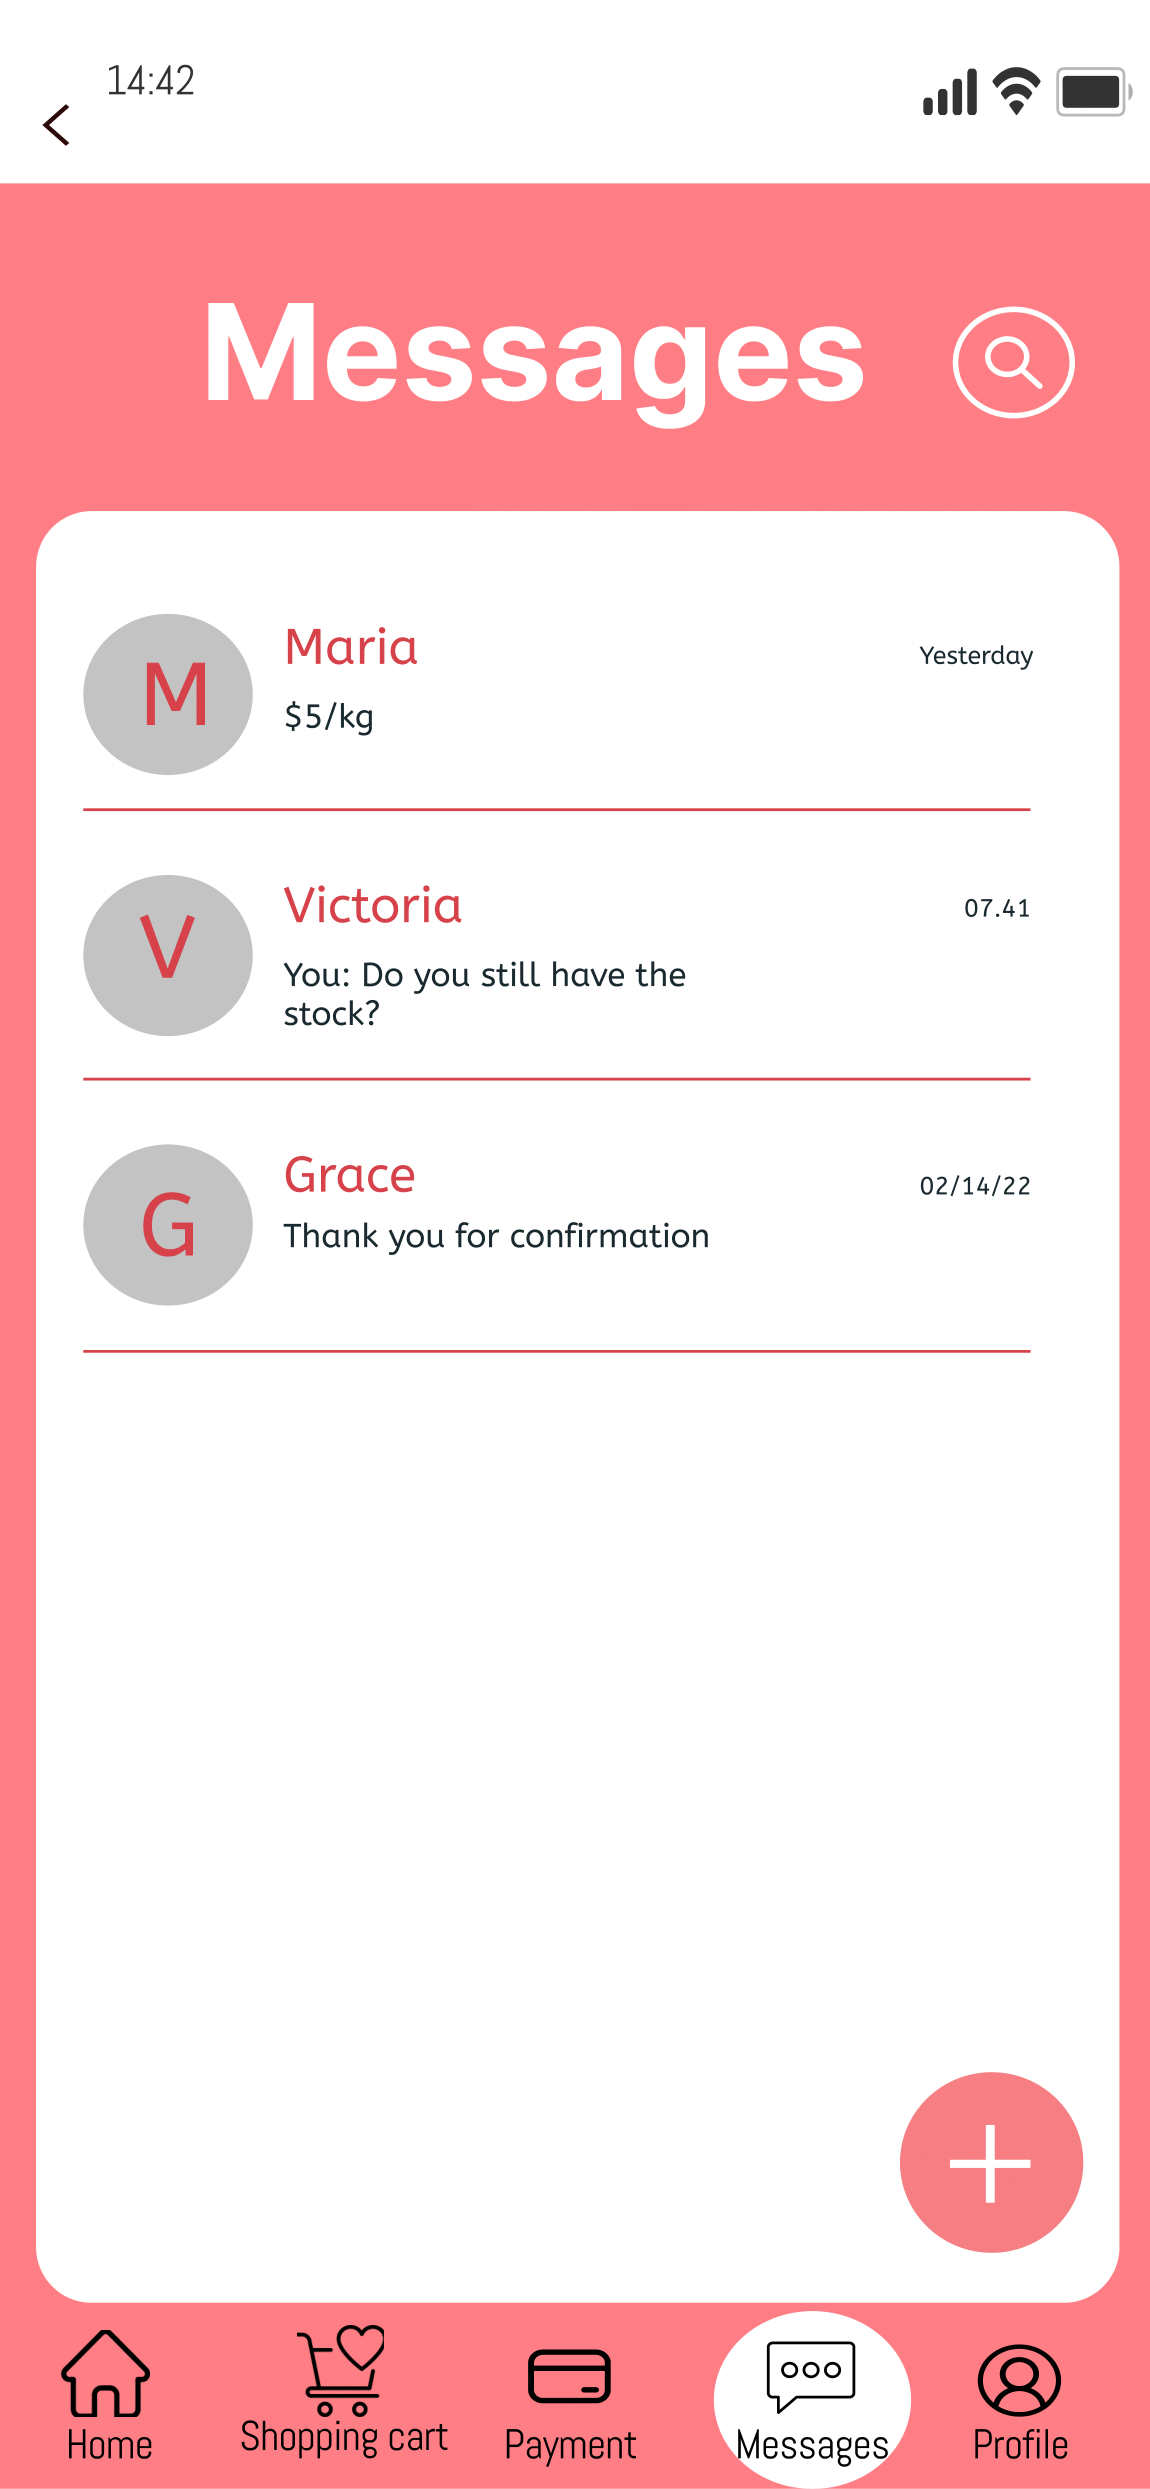 14:42
Messages
M
Maria
Yesterday
$5/kg
V
Victoria
07.41
You: Do you still have the
stock?
G
Grace
02/14/22
Thank you for confirmation
Home
Shopping cart
Payment
Messages
Profile